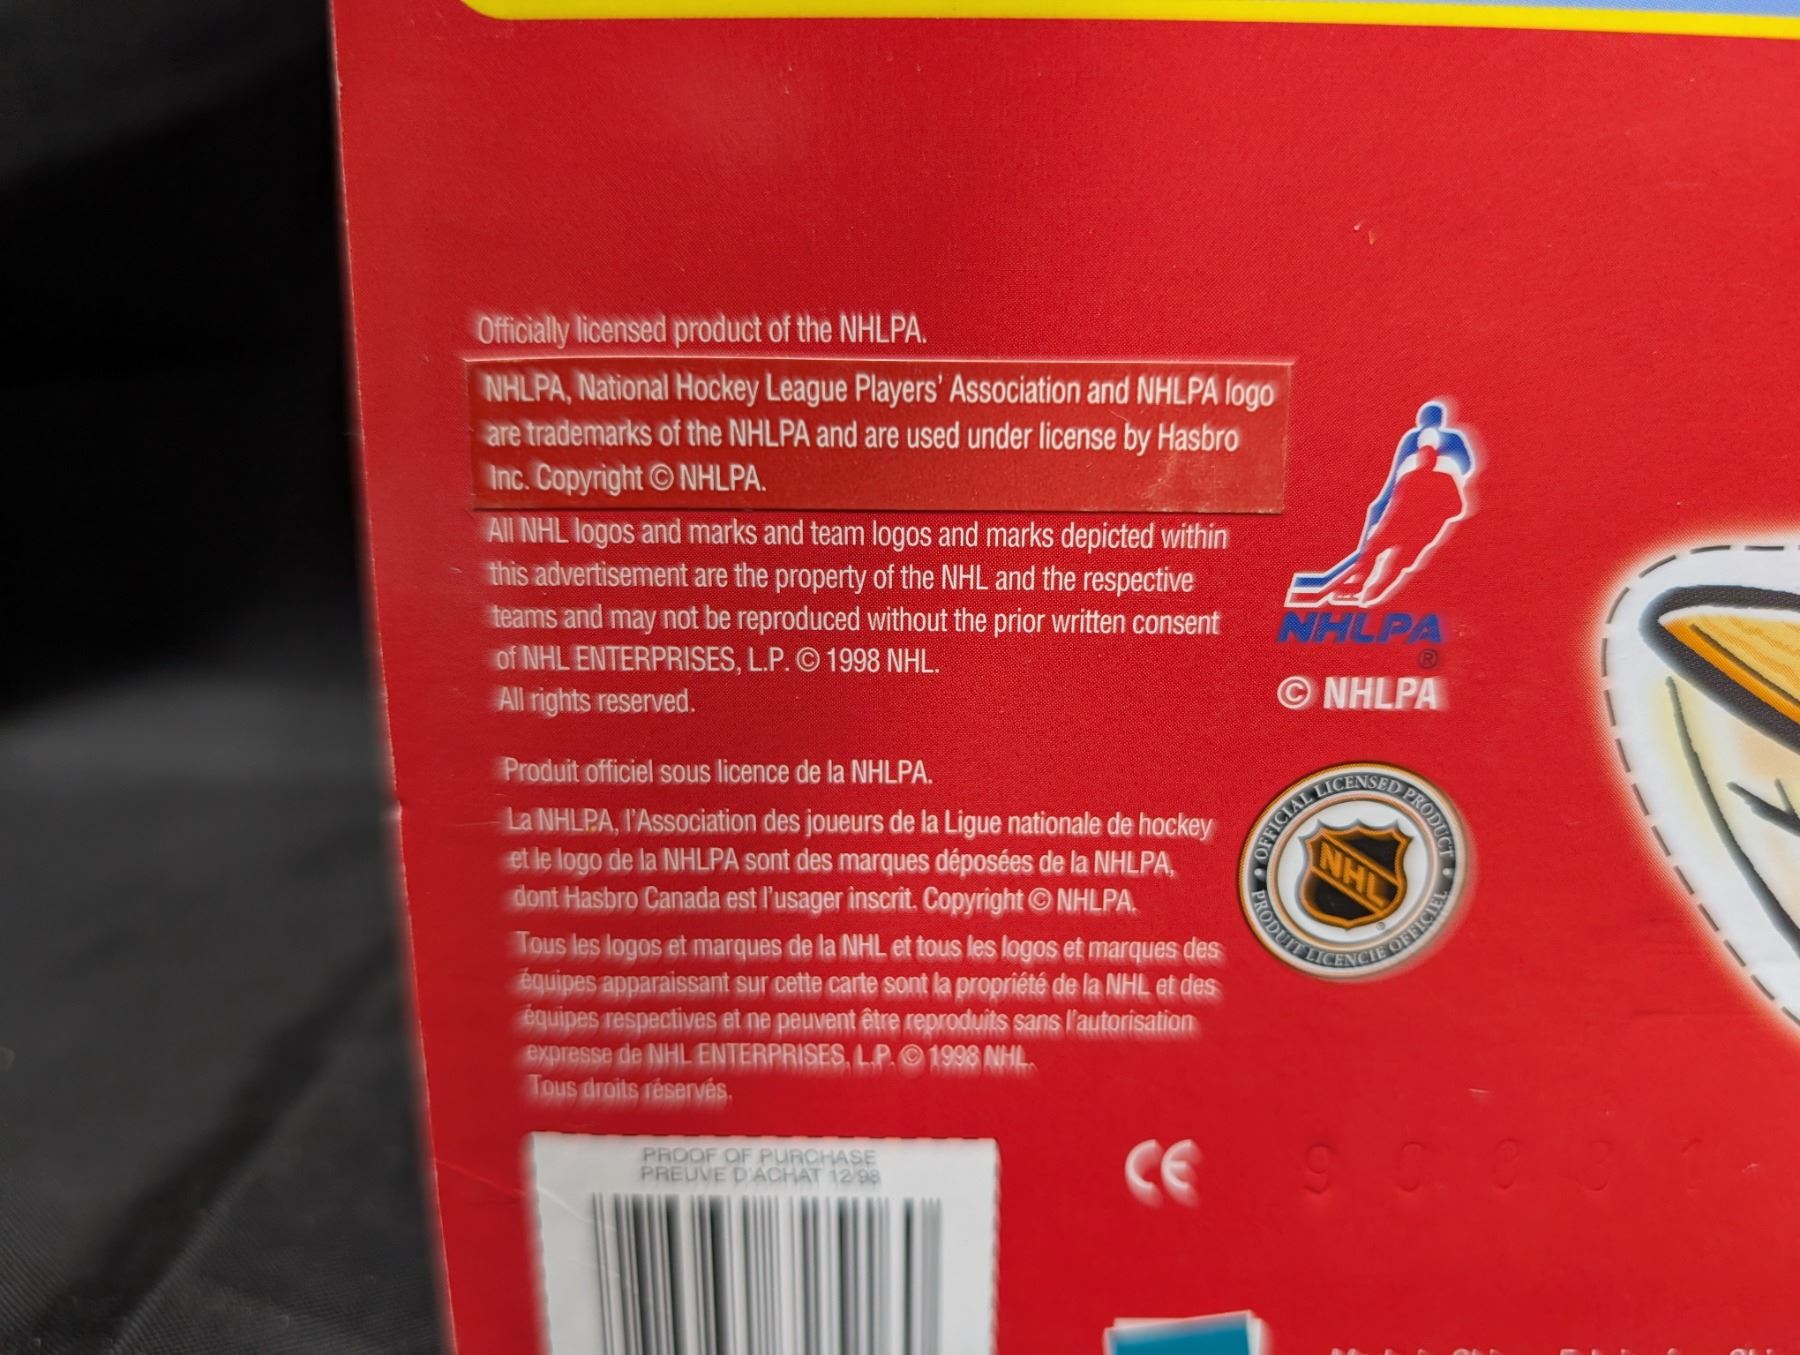 Officially licensed product of the NHLPA.
NHLPA, National Hockey League Players' Association and NHLPA logo
are trademarks of the NHLPA and are used under license by Hasbro
Inc. Copyright © NHLPA.
All NHL logos and marks and team logos and marks depicted within
this advertisement are the property of the NHL and the respective
teams and may not be reproduced without the prior written consent
of NHL ENTERPRISES, L.P. © 1998 NHL.
All rights reserved.
NHLPA
®
© NHLPA
Produit officiel sous licence de la NHLPA.
La NHLPA, l'Association des joueurs de la Ligue nationale de hockey
et le logo de la NHLPA sont des marques déposées de la NHLPA,
dont Hasbro Canada est l'usager inscrit. Copyright © NHLPA.
Tous les logos et marques de la NHL et tous les logos et marques des
équipes apparaissant sur cette carte sont la propriété de la NHL et des
équipes respectives et ne peuvent être reproduits sans l'autorisation
expresse de NHL ENTERPRISES, L.P. © 1998 NHL.
Tous droits réservés.
• OFFICIAL LICENSED PRODUCT •
NHL
PRODUIT LICENCIE OFFICIEL
PROOF OF PURCHASE
PREUVE D'ACHAT 12/98
CE